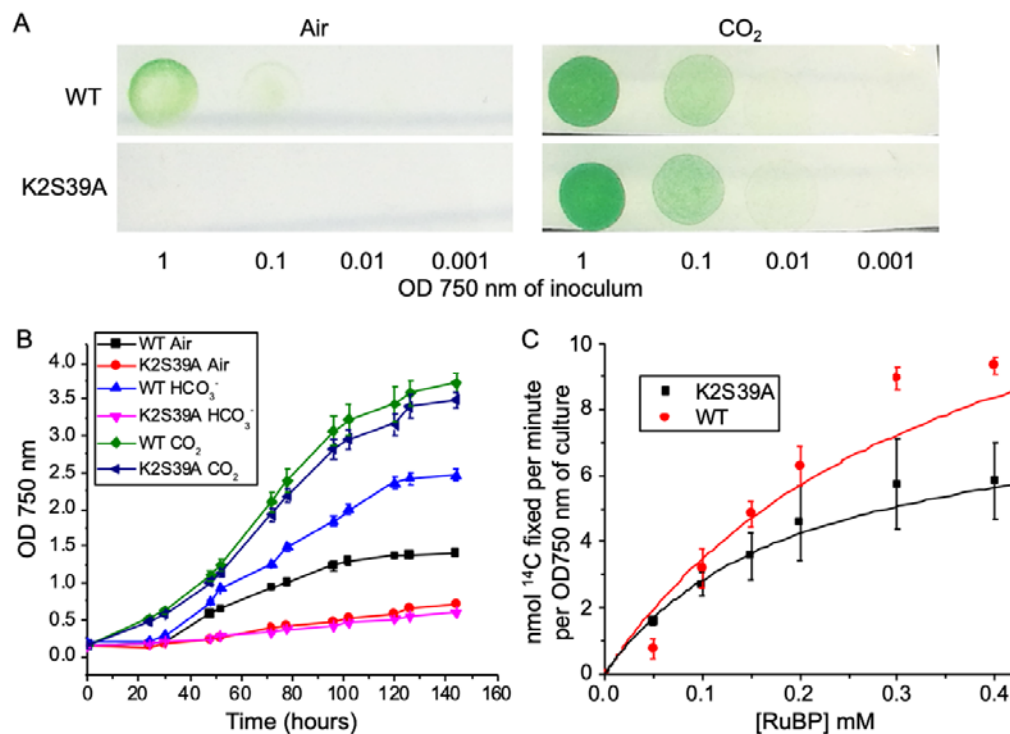 A
Air
CO₂
WT
K2S39A
1 0.1 0.01 0.001 1 0.1 0.01 0.001
OD 750 nm of inoculum
B
WT Air
K2S39A Air
WT HCO₃⁻
K2S39A HCO₃⁻
WT CO₂
K2S39A CO₂
OD 750 nm
4.0
3.5
3.0
2.5
2.0
1.5
1.0
0.5
0.0
0 20 40 60 80 100 120 140 160
Time (hours)
C
K2S39A
WT
nmol ¹⁴C fixed per minute
per OD750 nm of culture
10
8
6
4
2
0
0.0 0.1 0.2 0.3 0.4
[RuBP] mM